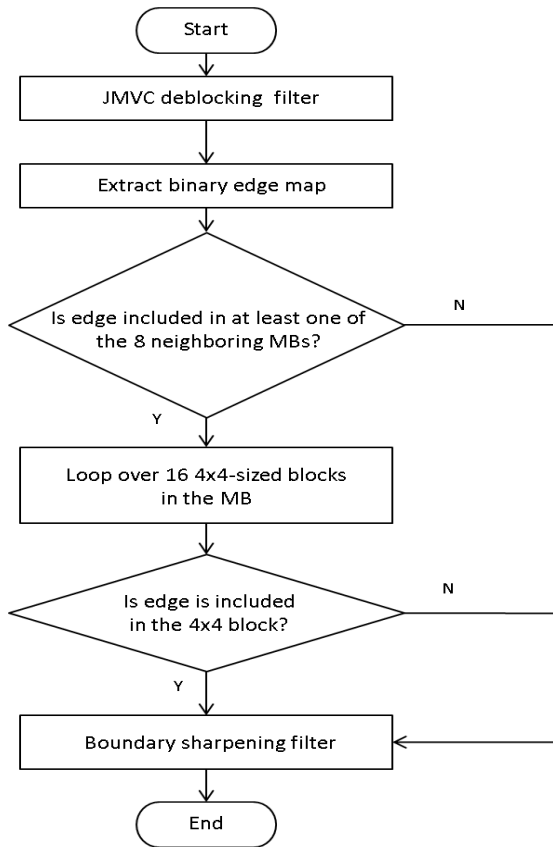 Start
JMVC deblocking filter
Extract binary edge map
Is edge included in at least one of
the 8 neighboring MBs?
N
Y
Loop over 16 4x4-sized blocks
in the MB
Is edge is included
in the 4x4 block?
N
Y
Boundary sharpening filter
End